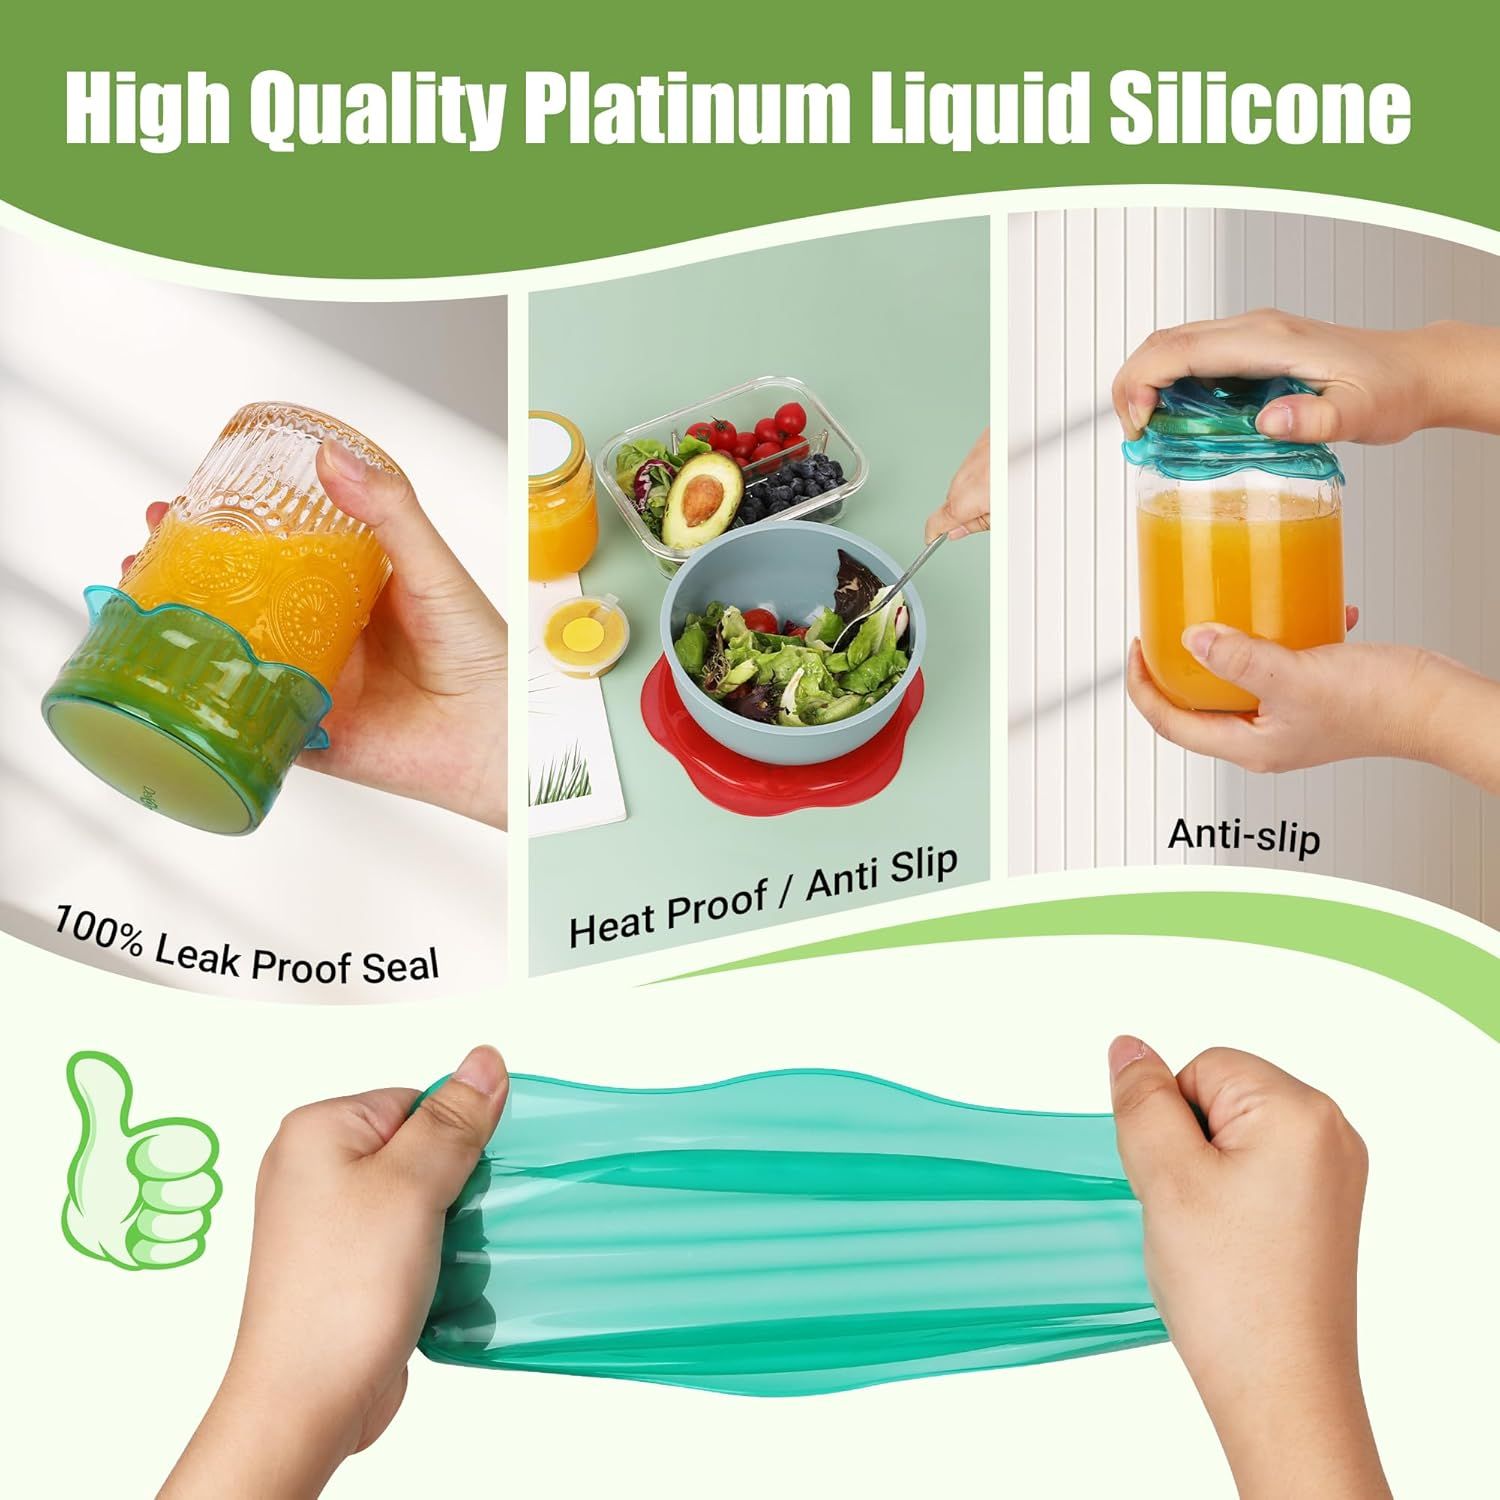 High Quality Platinum Liquid Silicone
100% Leak Proof Seal
Heat Proof / Anti Slip
Anti-slip